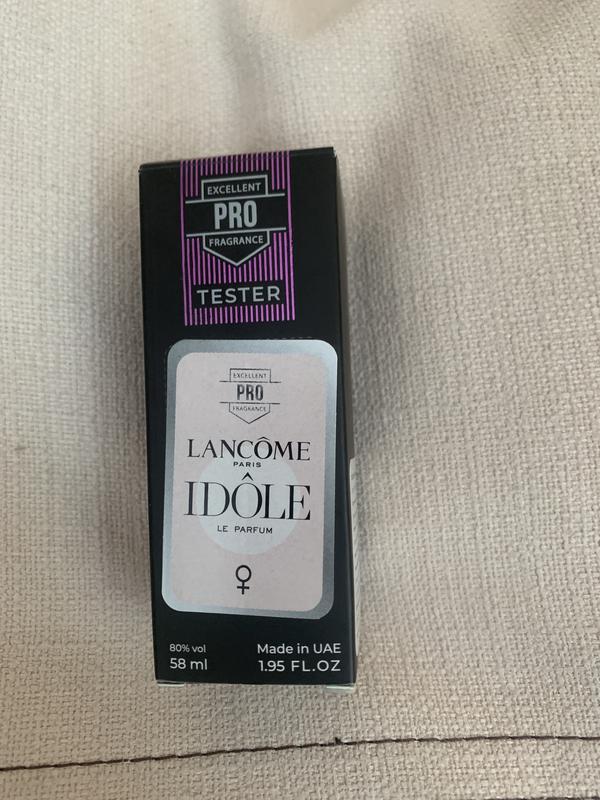 EXCELLENT
PRO
FRAGRANCE
TESTER
EXCELLENT
PRO
FRAGRANCE
LANCÔME
PARIS
IDÔLE
LE PARFUM
♀
80% vol
58 ml
Made in UAE
1.95 FL.OZ